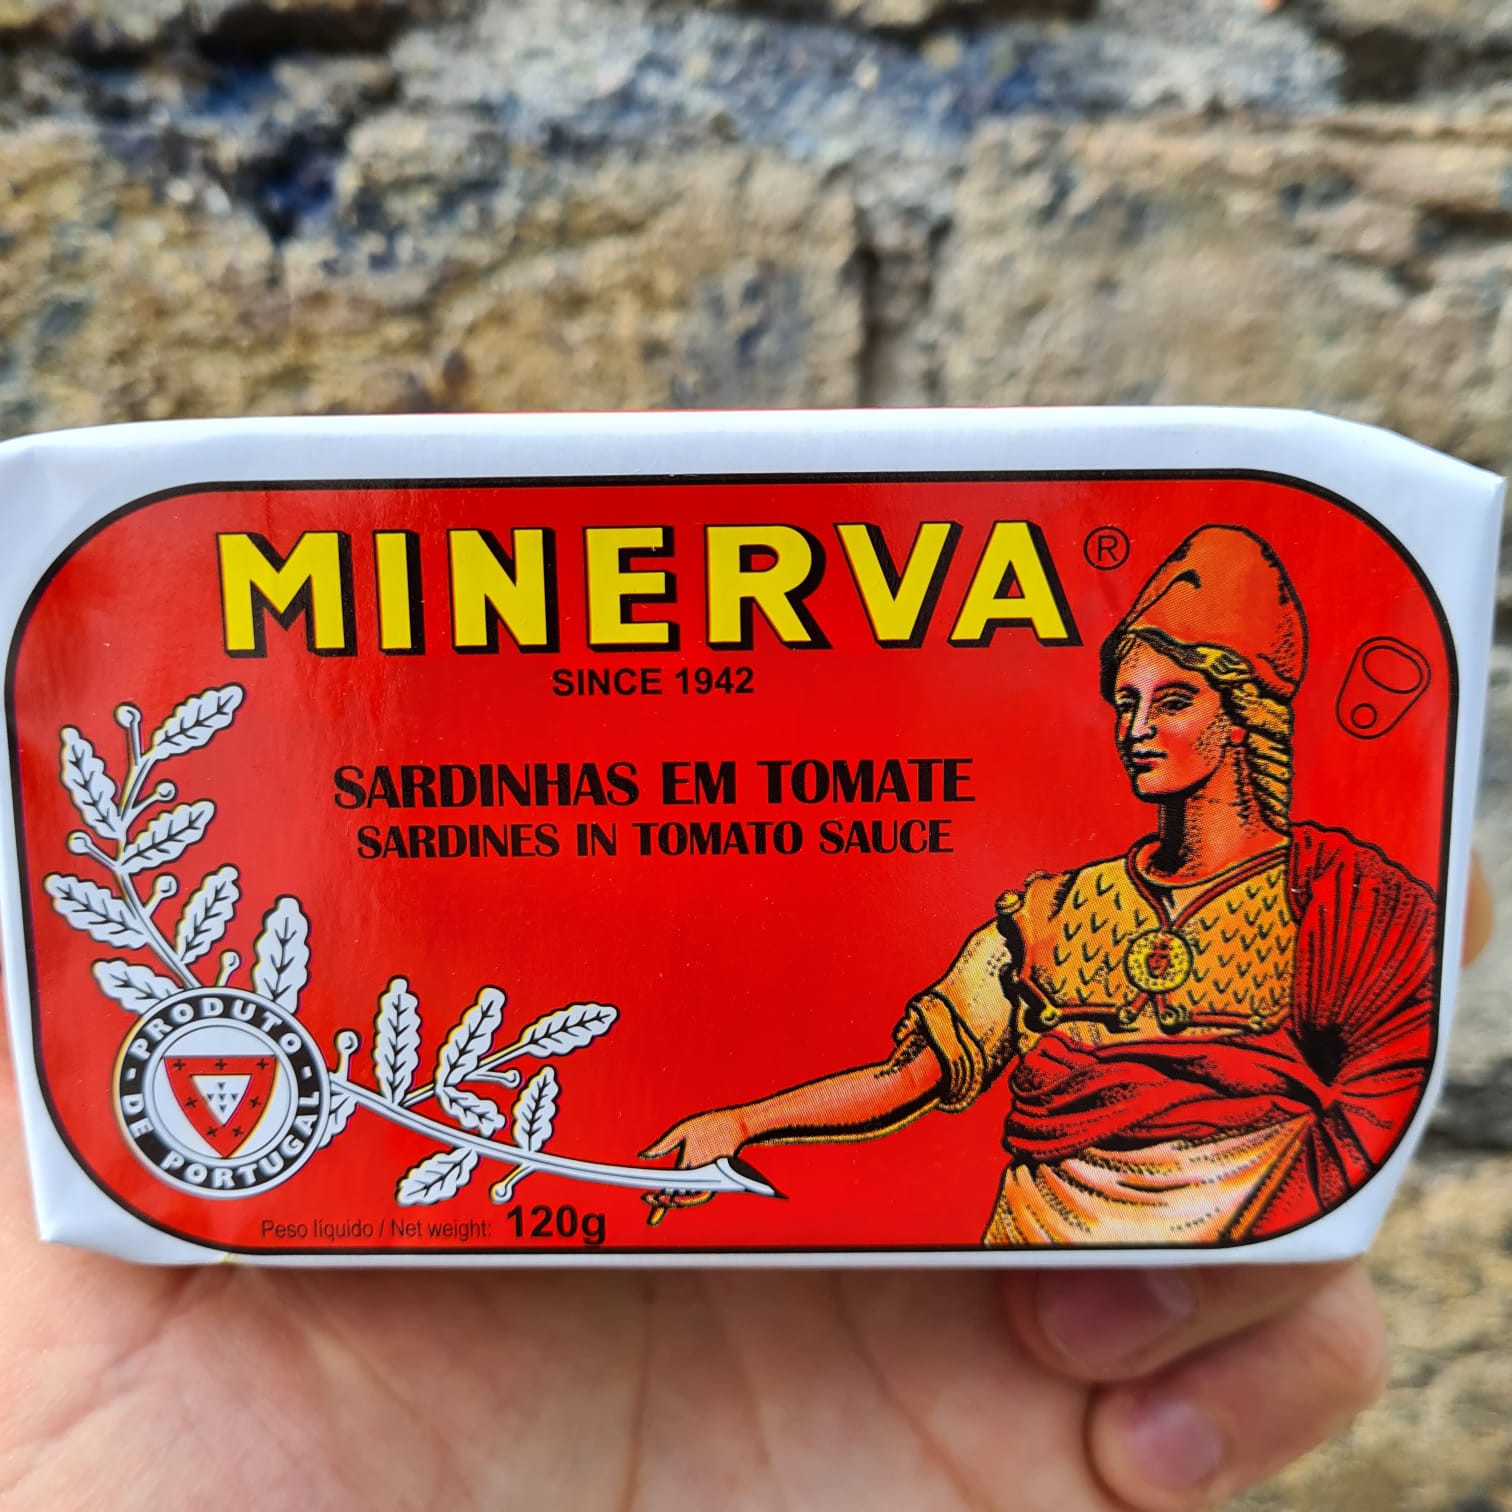 MINERVA®
SINCE 1942
SARDINHAS EM TOMATE
SARDINES IN TOMATO SAUCE
PRODUTO
DE PORTUGAL
Peso líquido / Net weight: 120g